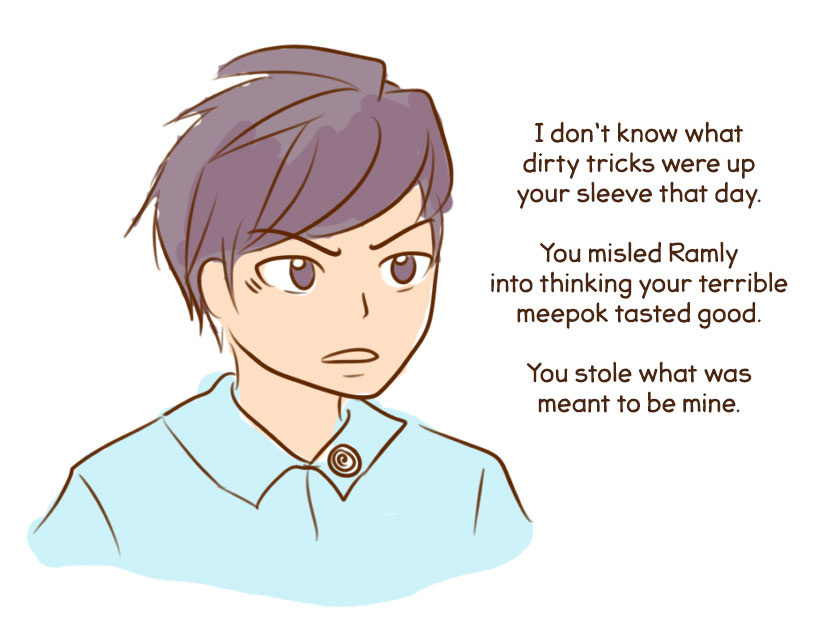 I don't know what
dirty tricks were up
your sleeve that day.
You misled Ramly
into thinking your terrible
meepok tasted good.
You stole what was
meant to be mine.